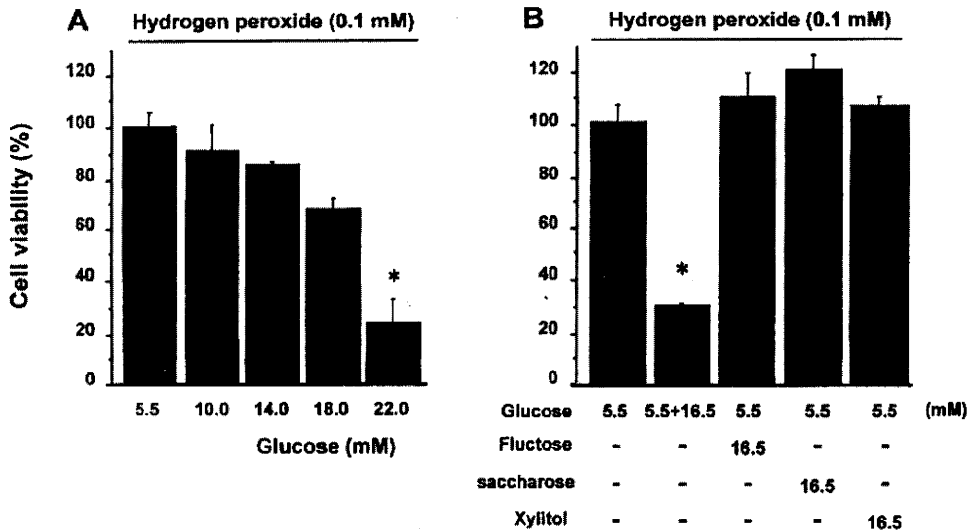 A
Hydrogen peroxide (0.1 mM)
Cell viability (%)
120
100
80
60
40
20
0
*
5.5 10.0 14.0 18.0 22.0
Glucose (mM)
B
Hydrogen peroxide (0.1 mM)
120
100
80
60
40
20
0
*
Glucose 5.5 5.5+16.5 5.5 5.5 5.5 (mM)
Fluctose - - 16.5 - -
saccharose - - - 16.5 -
Xylitol - - - - 16.5